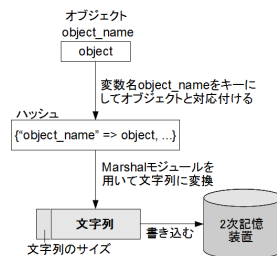 オブジェクト
object_name
object
変数名object_nameをキーに
してオブジェクトと対応付ける
ハッシュ
{“object_name” => object, ...}
Marshalモジュールを
用いて文字列に変換
文字列
書き込む
2次記憶
装置
文字列のサイズ